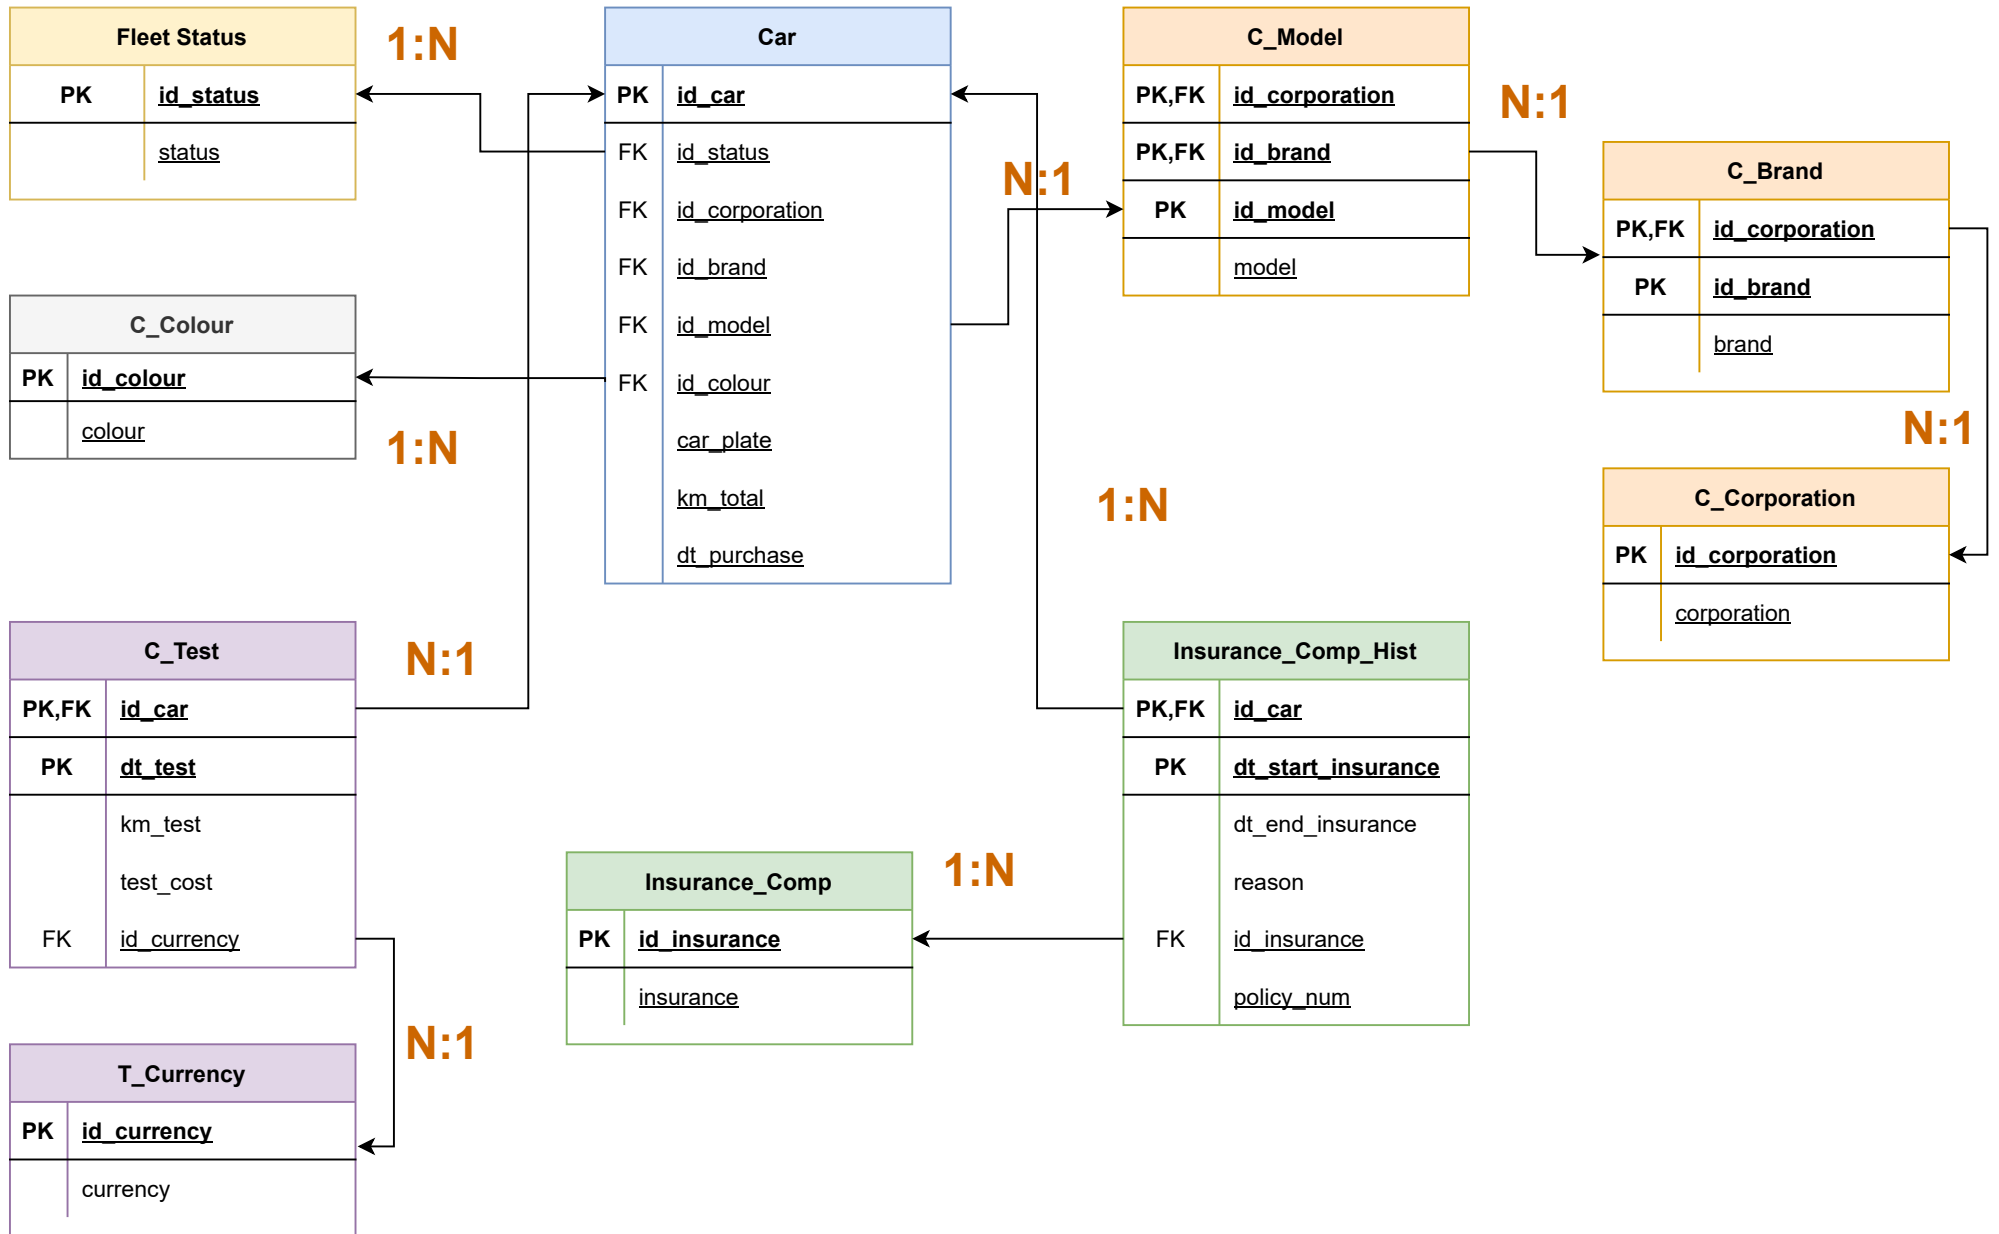 Fleet Status
PK id_status
status
1:N
Car
PK id_car
FK id_status
FK id_corporation
FK id_brand
FK id_model
FK id_colour
car_plate
km_total
dt_purchase
N:1
C_Model
PK,FK id_corporation
PK,FK id_brand
PK id_model
model
N:1
C_Brand
PK,FK id_corporation
PK id_brand
brand
N:1
C_Corporation
PK id_corporation
corporation
C_Colour
PK id_colour
colour
1:N
1:N
C_Test
PK,FK id_car
PK dt_test
km_test
test_cost
FK id_currency
N:1
Insurance_Comp_Hist
PK,FK id_car
PK dt_start_insurance
dt_end_insurance
reason
FK id_insurance
policy_num
Insurance_Comp
PK id_insurance
insurance
1:N
N:1
T_Currency
PK id_currency
currency